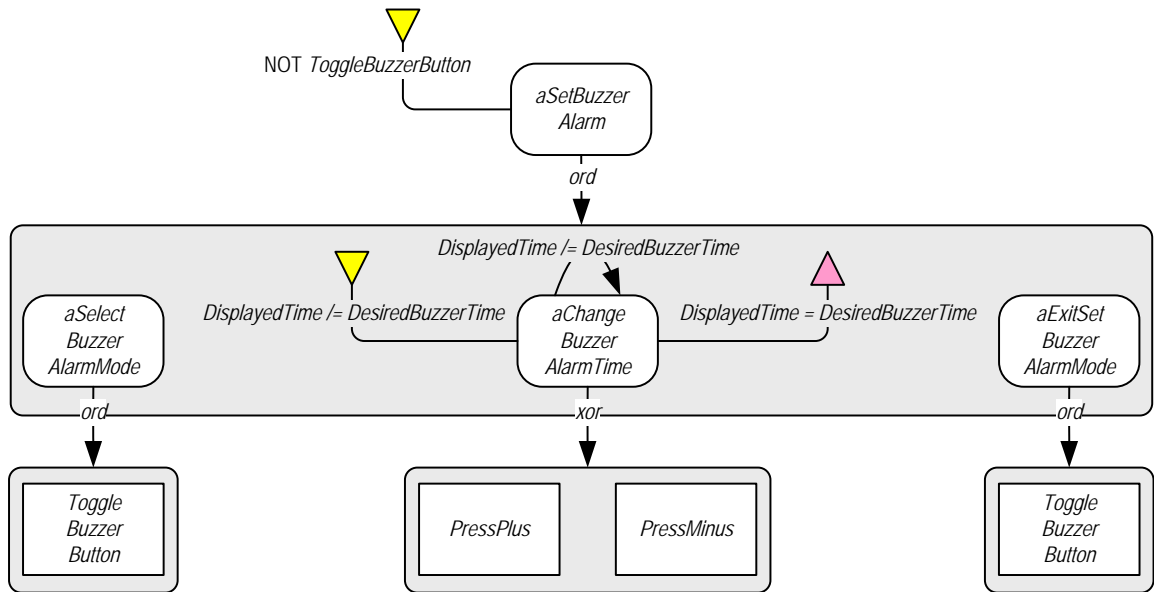 NOT ToggleBuzzerButton
aSetBuzzer
Alarm
ord
DisplayedTime /= DesiredBuzzerTime
DisplayedTime /= DesiredBuzzerTime
DisplayedTime = DesiredBuzzerTime
aSelect
Buzzer
AlarmMode
aChange
Buzzer
AlarmTime
aExitSet
Buzzer
AlarmMode
ord
xor
ord
Toggle
Buzzer
Button
PressPlus
PressMinus
Toggle
Buzzer
Button